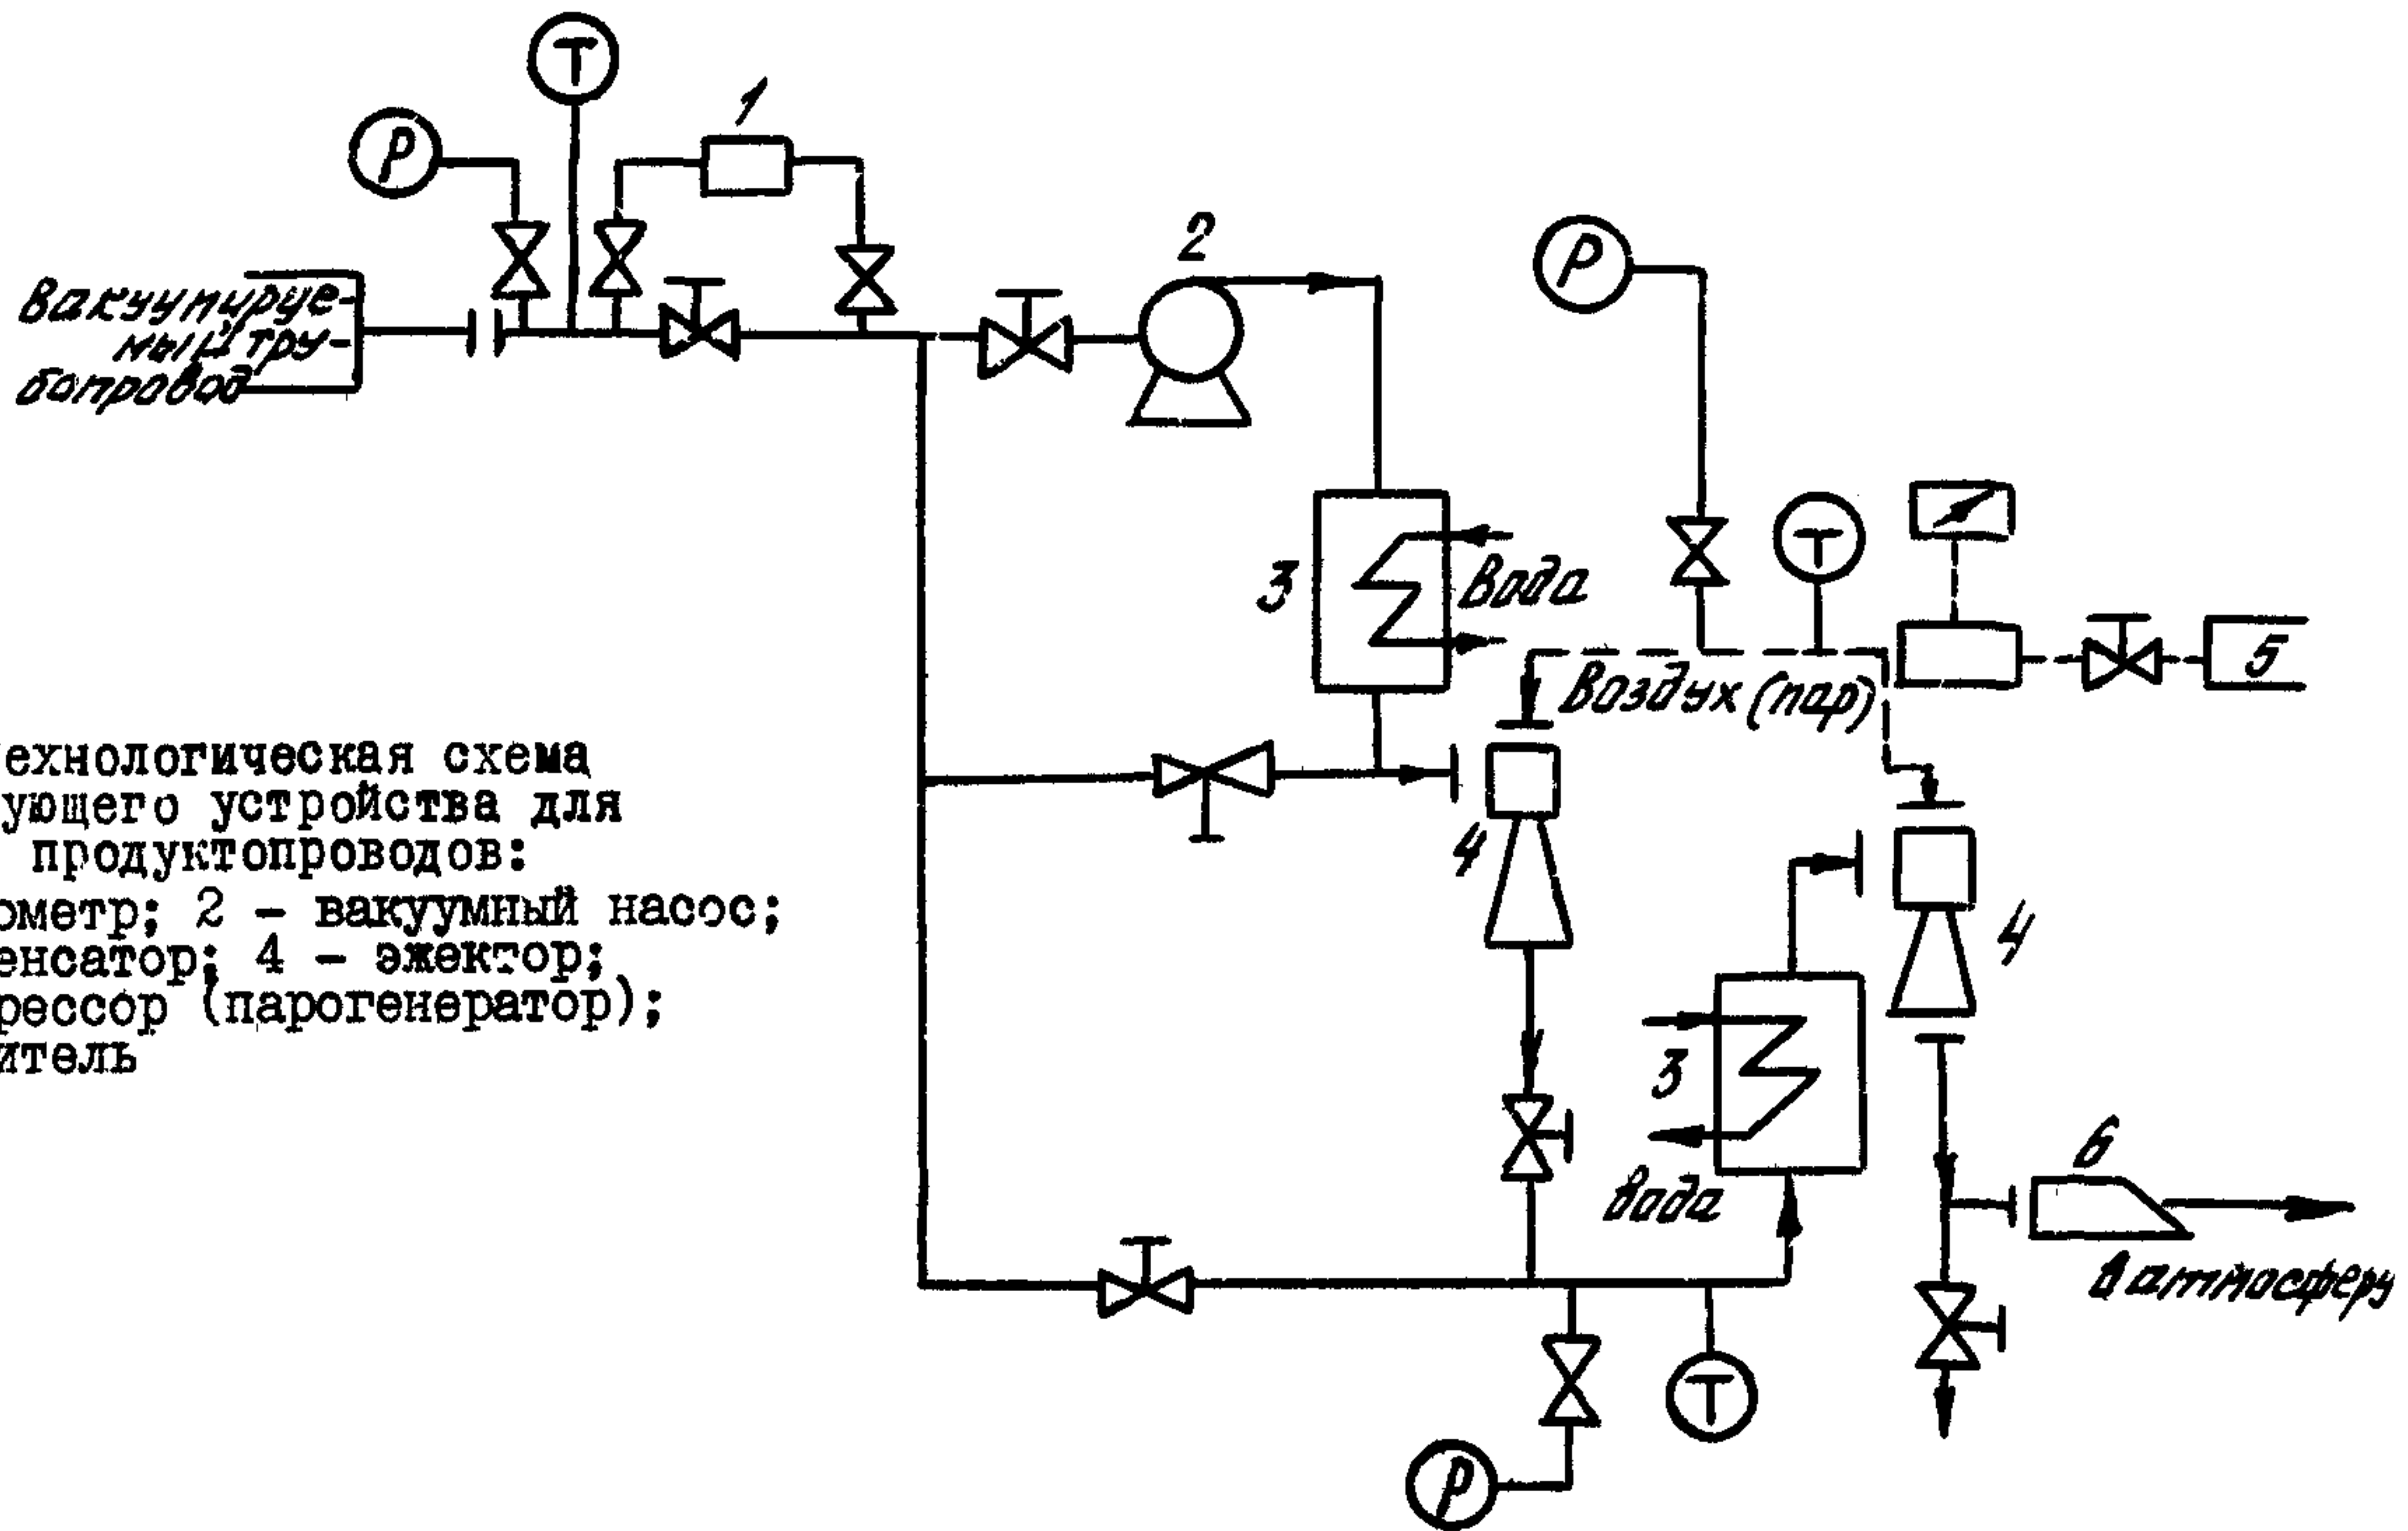 T
P
1
2
P
вакуумируе-
мый тру-
бопровод
T
3
Вода
5
Воздух (пар)
ехнологическая схема
ующего устройства для
продуктопроводов:
4
4
ометр; 2 - вакуумный насос;
енсатор; 4 - эжектор;
рессор (парогенератор);
итель
3
6
вода
в атмосферу
T
P